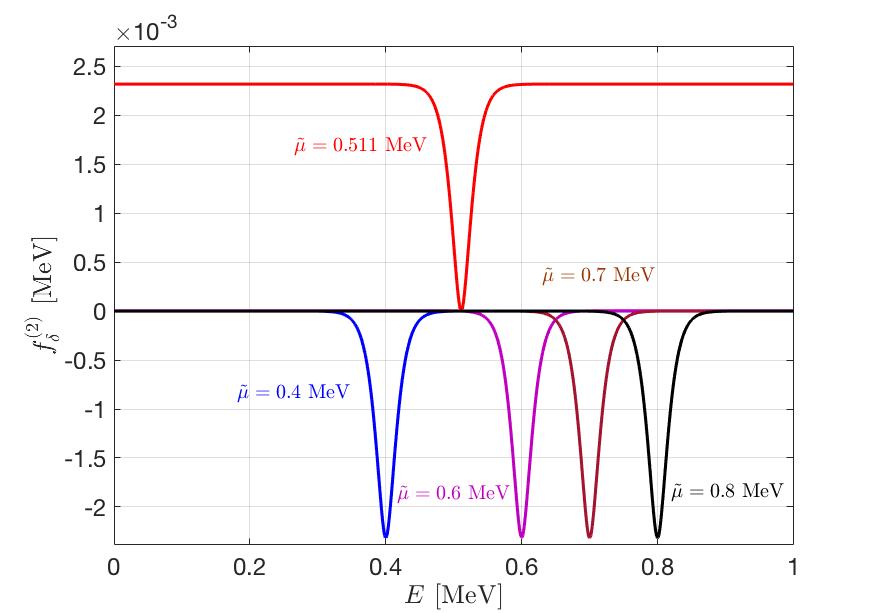 ×10⁻³
2.5
2
1.5
1
0.5
0
-0.5
-1
-1.5
-2
f_δ̃^(2) [MeV]
μ̃ = 0.511 MeV
μ̃ = 0.7 MeV
μ̃ = 0.4 MeV
μ̃ = 0.6 MeV
μ̃ = 0.8 MeV
0 0.2 0.4 0.6 0.8 1
E [MeV]